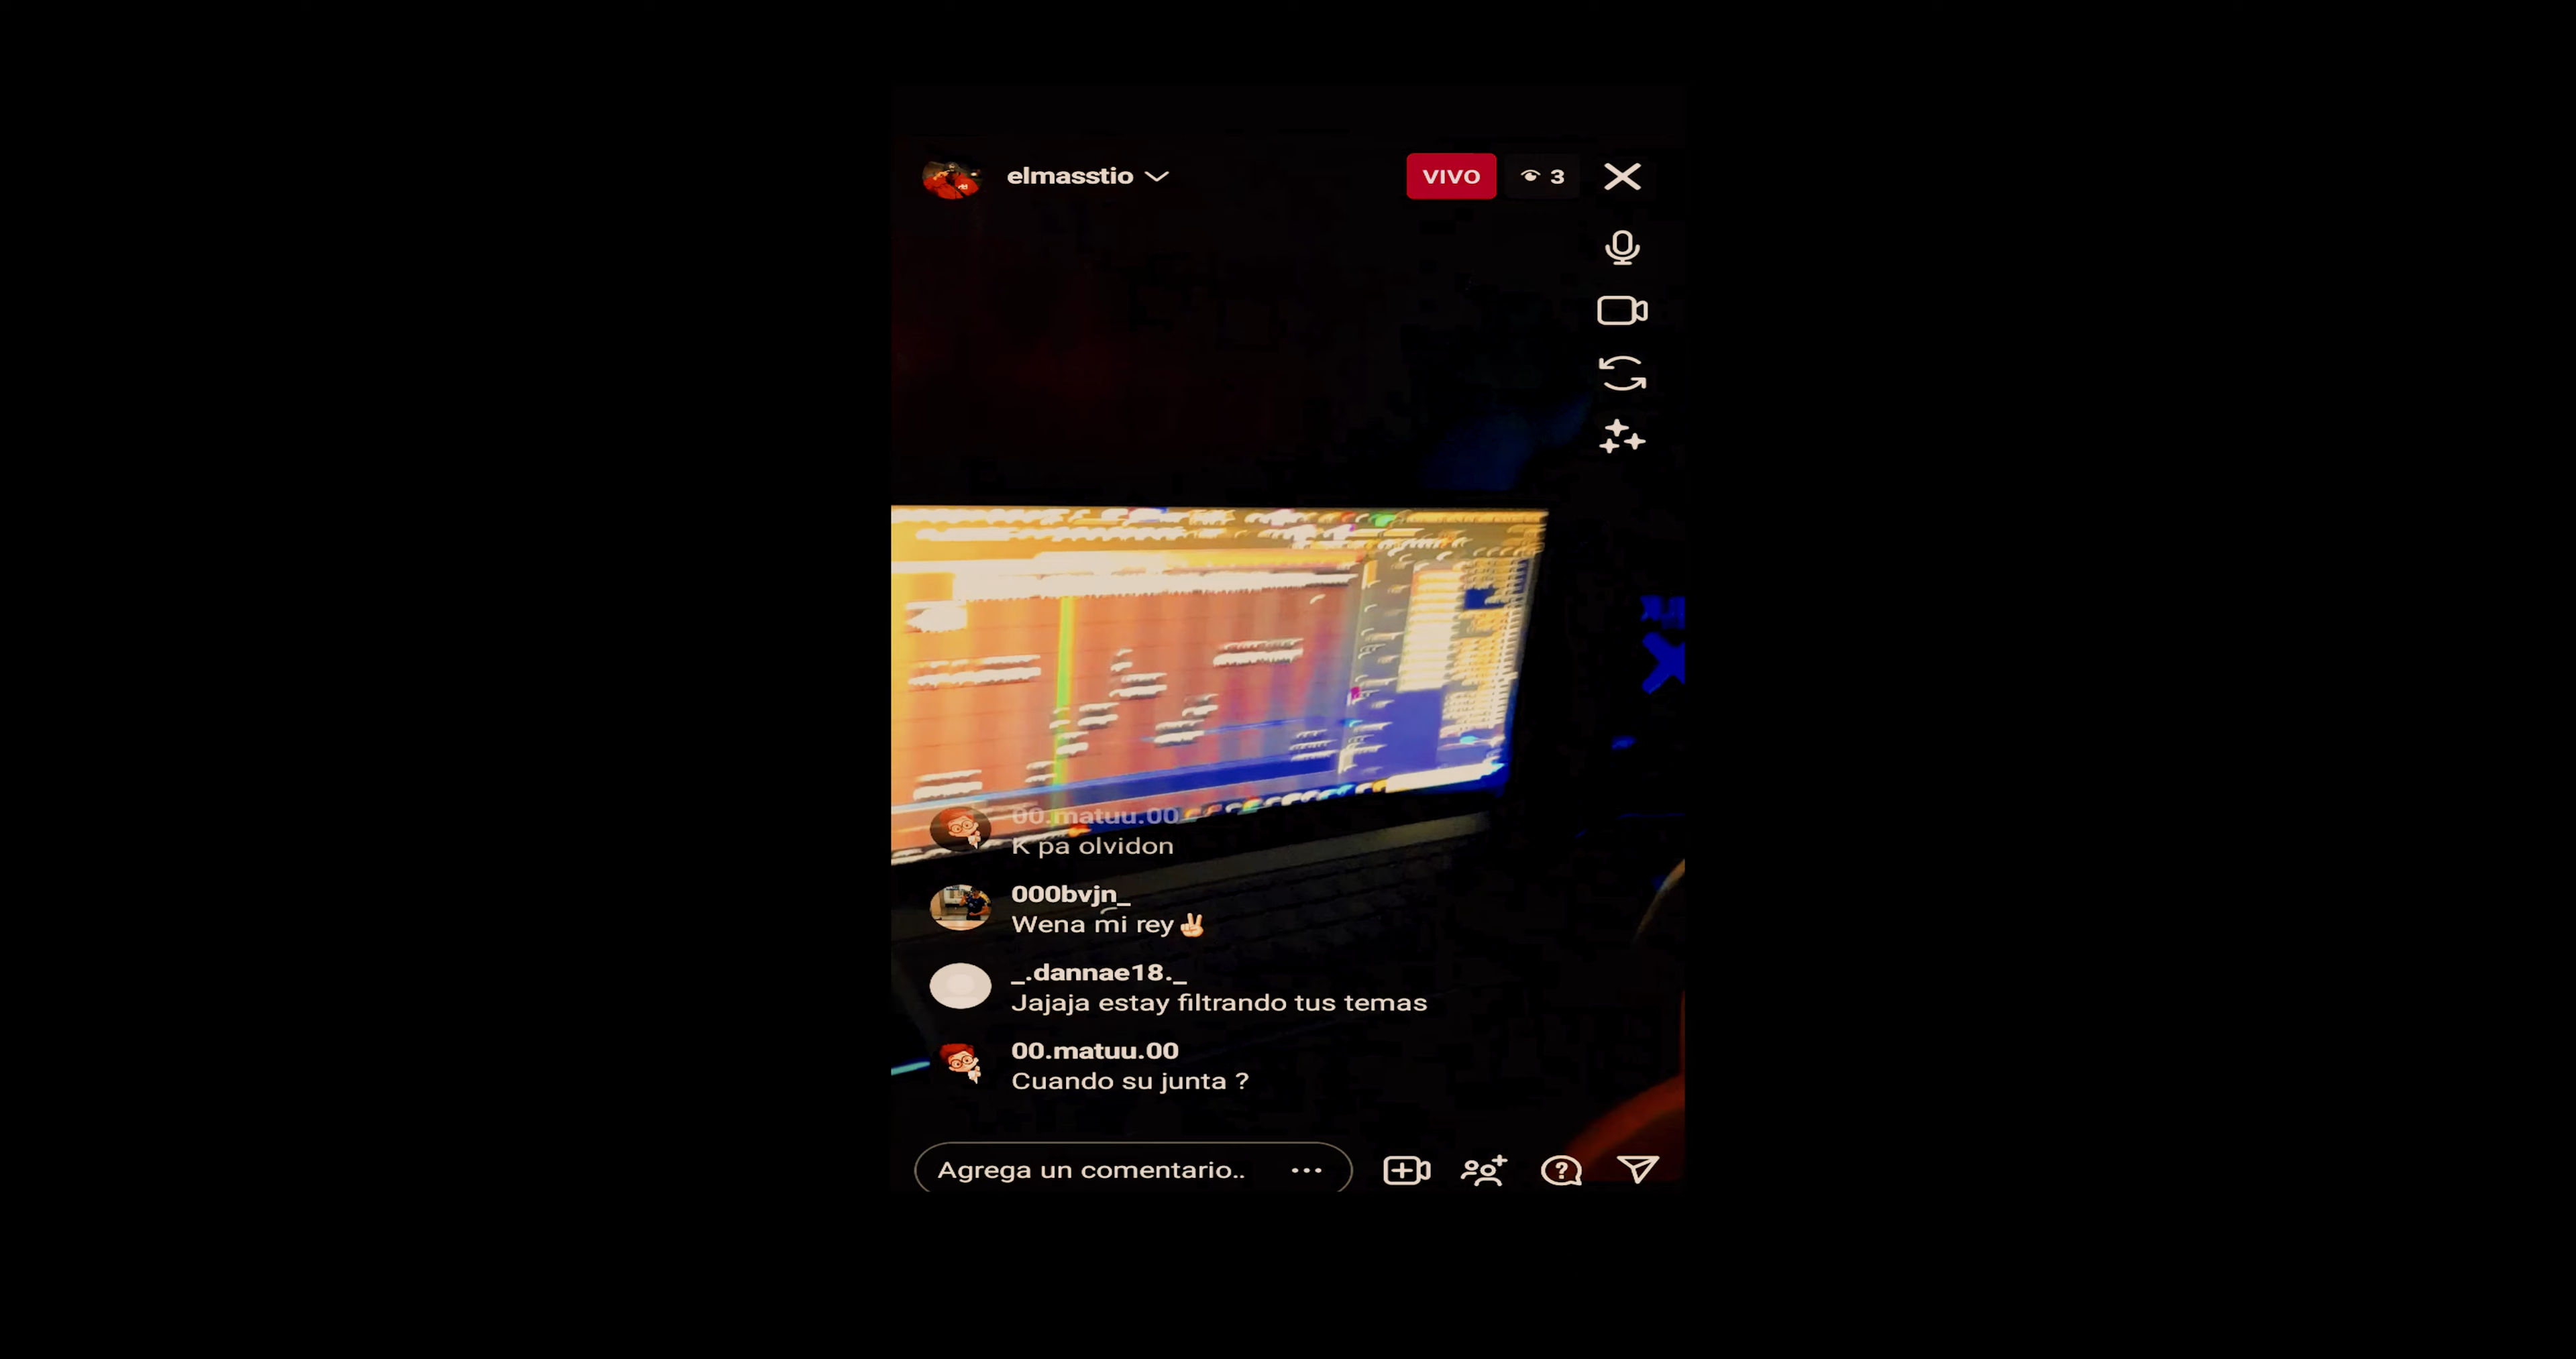 elmasstio
VIVO
3
00.matuu.00
K pa olvidon
000bvjn_
Wena mi rey✌🏻
_.dannae18._
Jajaja estay filtrando tus temas
00.matuu.00
Cuando su junta ?
Agrega un comentario..